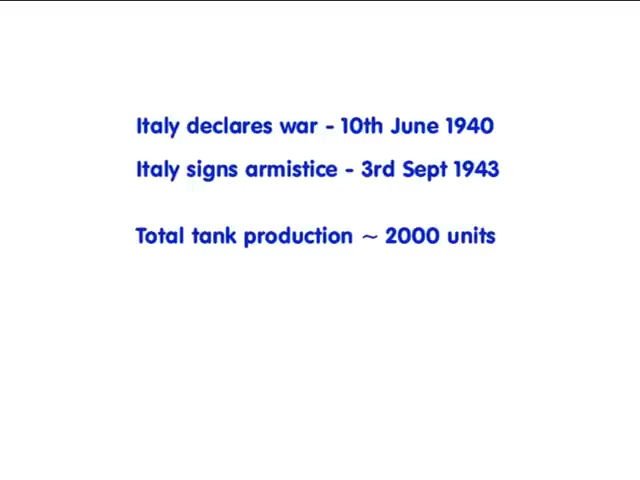 Italy declares war - 10th June 1940
Italy signs armistice - 3rd Sept 1943
Total tank production ~ 2000 units